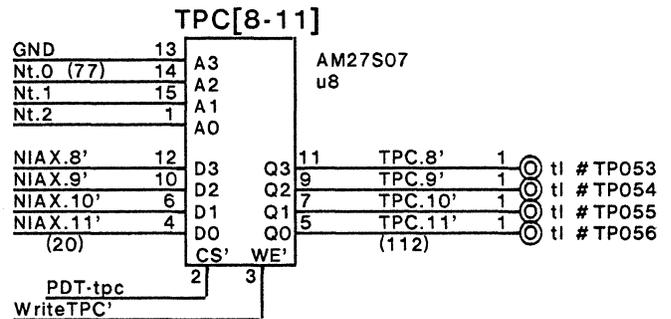 TPC[8-11]
GND 13 A3 AM27S07
Nt.0 (77) 14 A2 u8
Nt.1 15 A1
Nt.2 1 A0
NIAX.8' 12 D3 Q3 11 TPC.8' 1 tl #TP053
NIAX.9' 10 D2 Q2 9 TPC.9' 1 tl #TP054
NIAX.10' 6 D1 Q1 7 TPC.10' 1 tl #TP055
NIAX.11' 4 D0 Q0 5 TPC.11' 1 tl #TP056
(20) (112)
CS' WE'
2 3
PDT-tpc
WriteTPC'